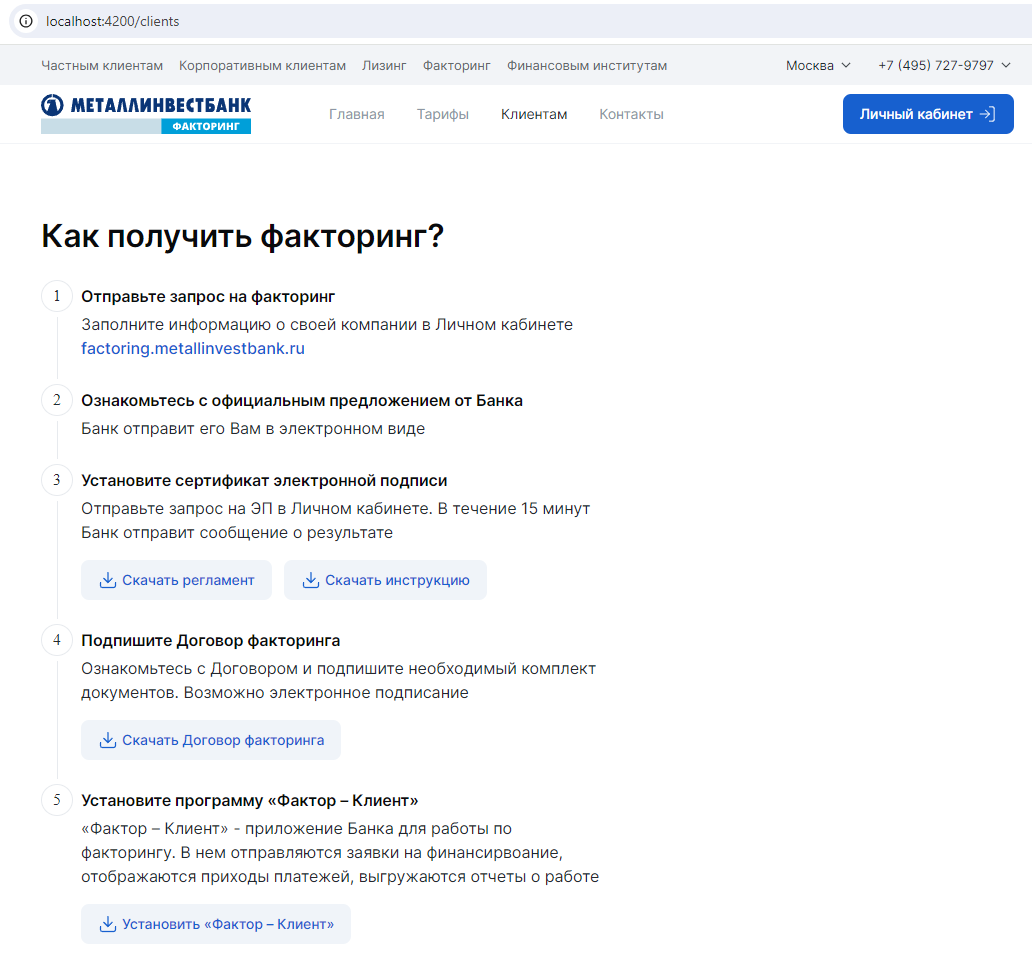 localhost:4200/clients
Частным клиентам Корпоративным клиентам Лизинг Факторинг Финансовым институтам Москва +7 (495) 727-9797
МЕТАЛЛИНВЕСТБАНК
ФАКТОРИНГ
Главная Тарифы Клиентам Контакты Личный кабинет
Как получить факторинг?
1 Отправьте запрос на факторинг
Заполните информацию о своей компании в Личном кабинете
factoring.metallinvestbank.ru
2 Ознакомьтесь с официальным предложением от Банка
Банк отправит его Вам в электронном виде
3 Установите сертификат электронной подписи
Отправьте запрос на ЭП в Личном кабинете. В течение 15 минут
Банк отправит сообщение о результате
Скачать регламент Скачать инструкцию
4 Подпишите Договор факторинга
Ознакомьтесь с Договором и подпишите необходимый комплект
документов. Возможно электронное подписание
Скачать Договор факторинга
5 Установите программу «Фактор – Клиент»
«Фактор – Клиент» - приложение Банка для работы по
факторингу. В нем отправляются заявки на финансирвоание,
отображаются приходы платежей, выгружаются отчеты о работе
Установить «Фактор – Клиент»